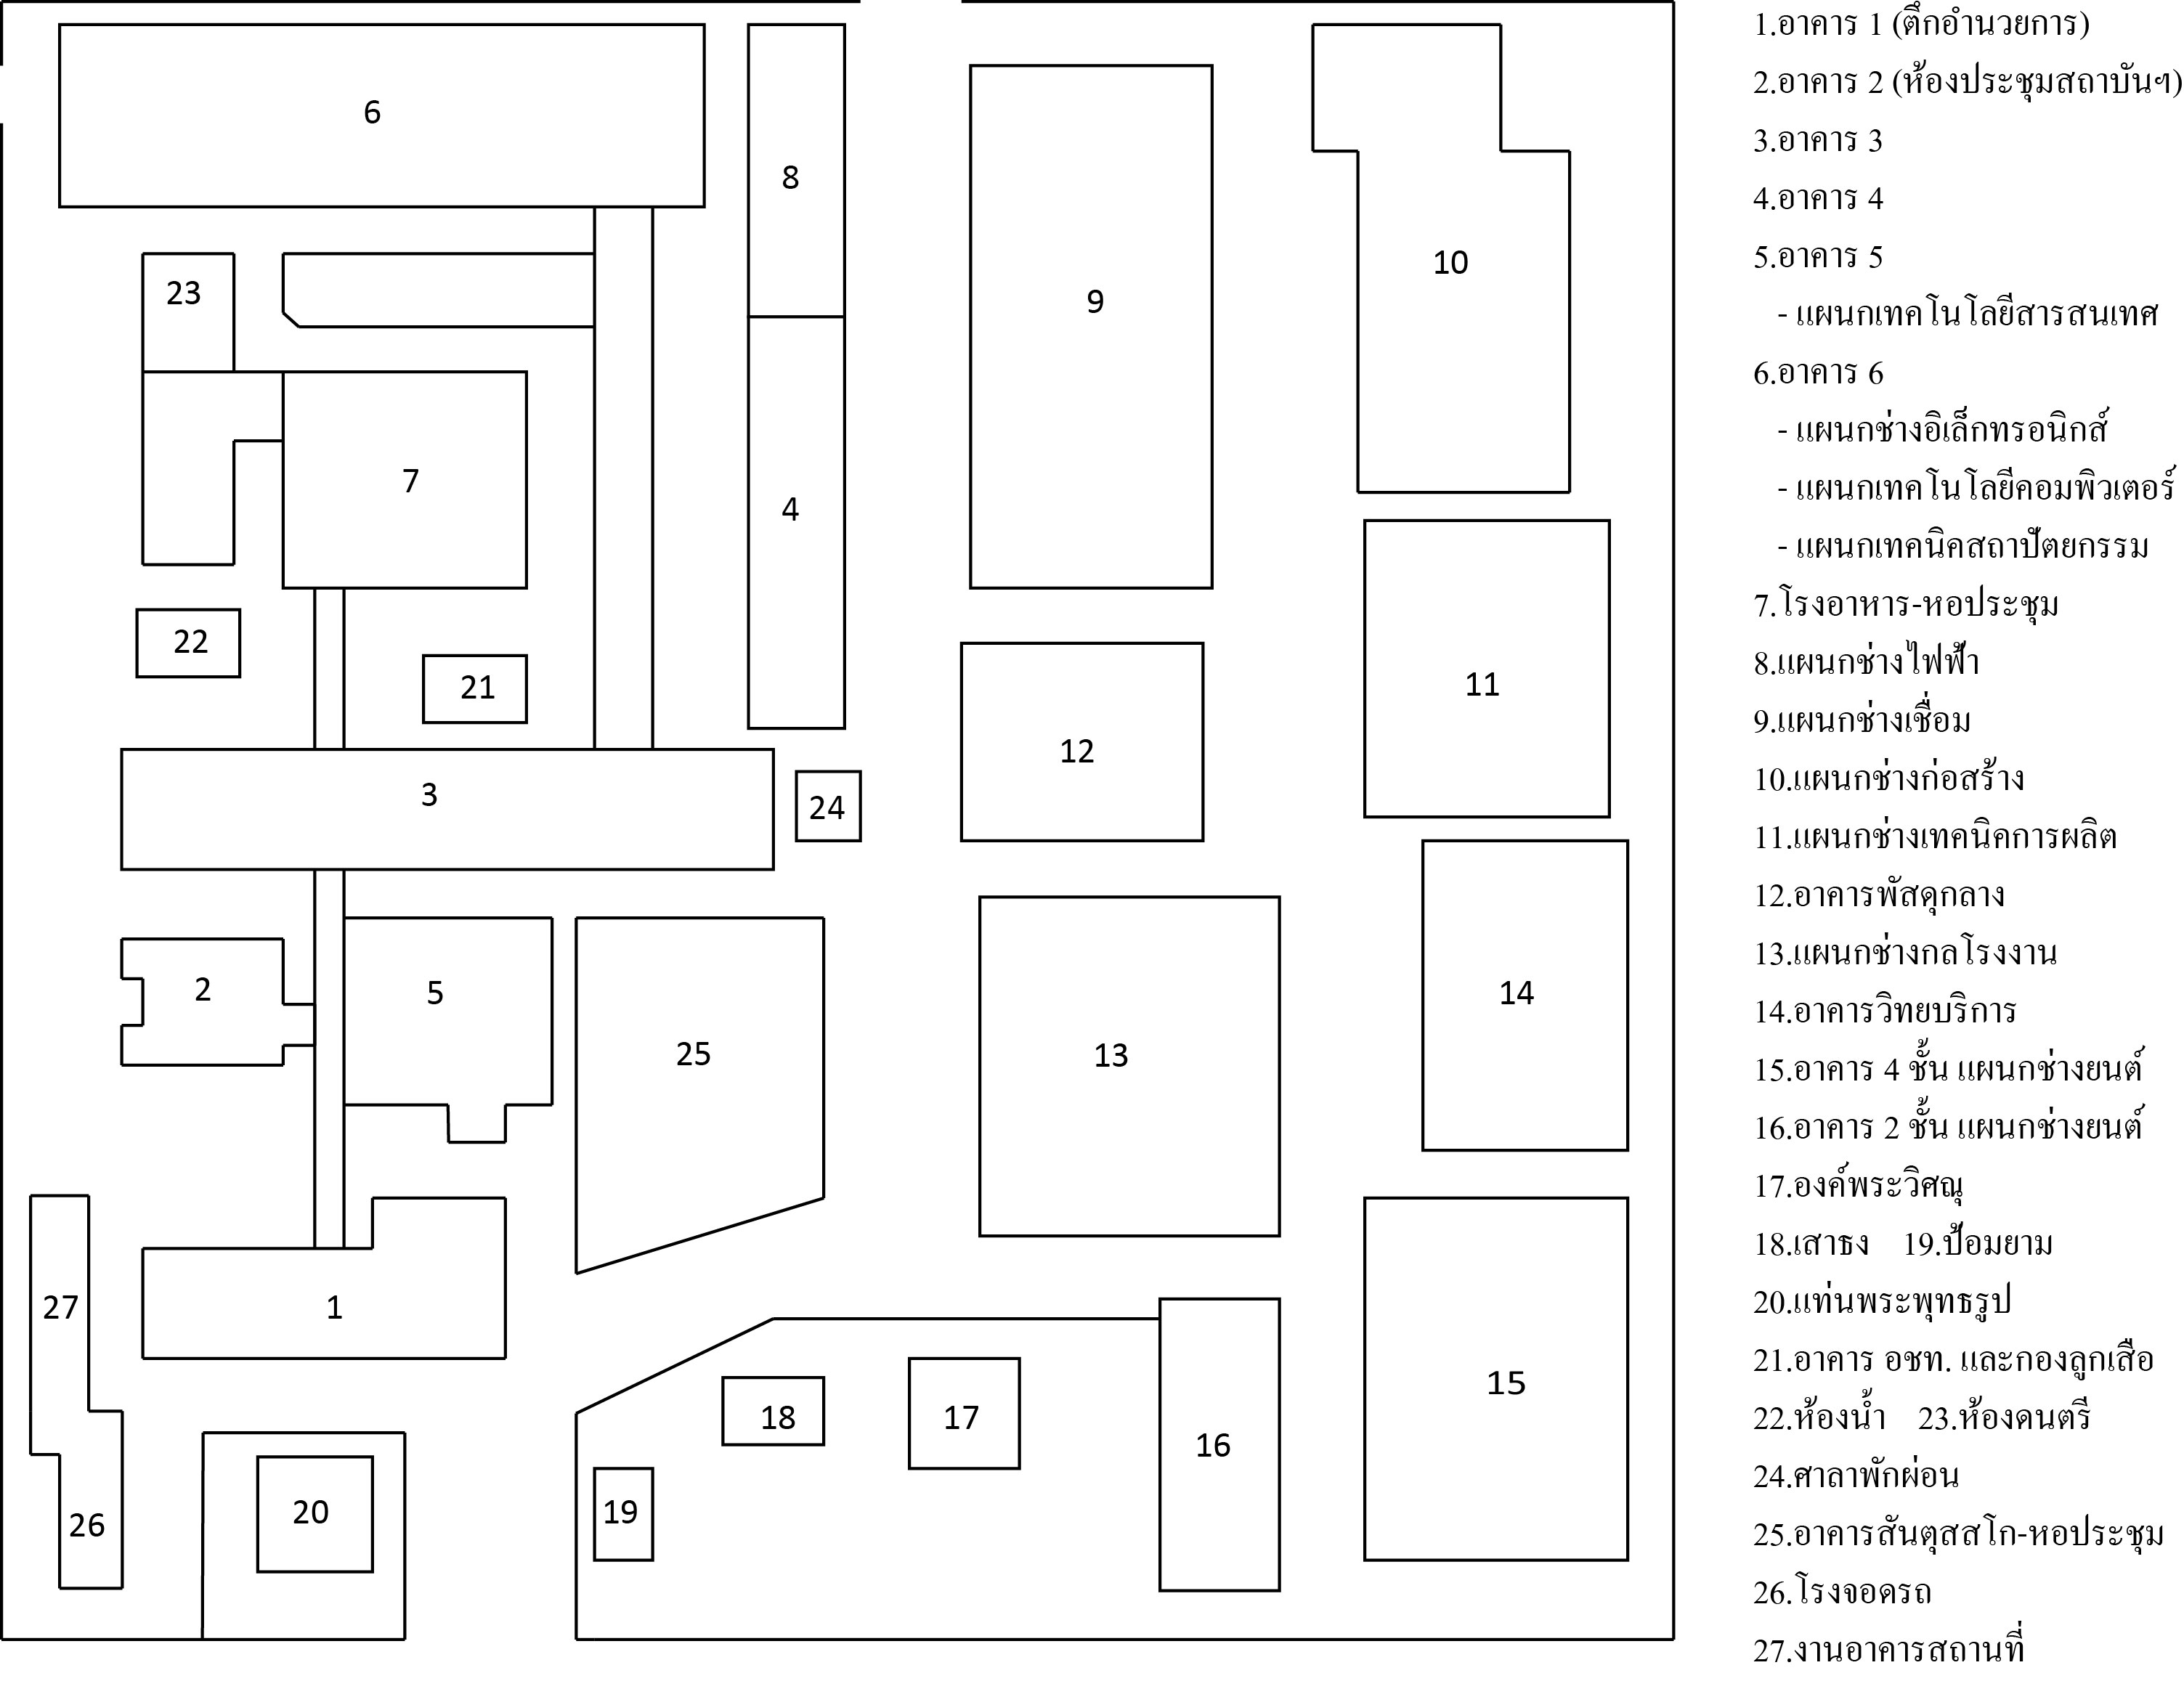 1.อาคาร 1 (ตึกอำนวยการ)
2.อาคาร 2 (ห้องประชุมสถาบันฯ)
3.อาคาร 3
4.อาคาร 4
5.อาคาร 5
- แผนกเทคโนโลยีสารสนเทศ
6.อาคาร 6
- แผนกช่างอิเล็กทรอนิกส์
- แผนกเทคโนโลยีคอมพิวเตอร์
- แผนกเทคนิคสถาปัตยกรรม
7.โรงอาหาร-หอประชุม
8.แผนกช่างไฟฟ้า
9.แผนกช่างเชื่อม
10.แผนกช่างก่อสร้าง
11.แผนกช่างเทคนิคการผลิต
12.อาคารพัสดุกลาง
13.แผนกช่างกลโรงงาน
14.อาคารวิทยบริการ
15.อาคาร 4 ชั้น แผนกช่างยนต์
16.อาคาร 2 ชั้น แผนกช่างยนต์
17.องค์พระวิศณุ
18.เสาธง 19.ป้อมยาม
20.แท่นพระพุทธรูป
21.อาคาร อชท. และกองลูกเสือ
22.ห้องน้ำ 23.ห้องดนตรี
24.ศาลาพักผ่อน
25.อาคารสันตุสสโก-หอประชุม
26.โรงจอดรถ
27.งานอาคารสถานที่
6
8
23
9
10
7
4
22
21
11
12
3
24
2
5
25
13
14
27
1
18
17
16
15
26
20
19